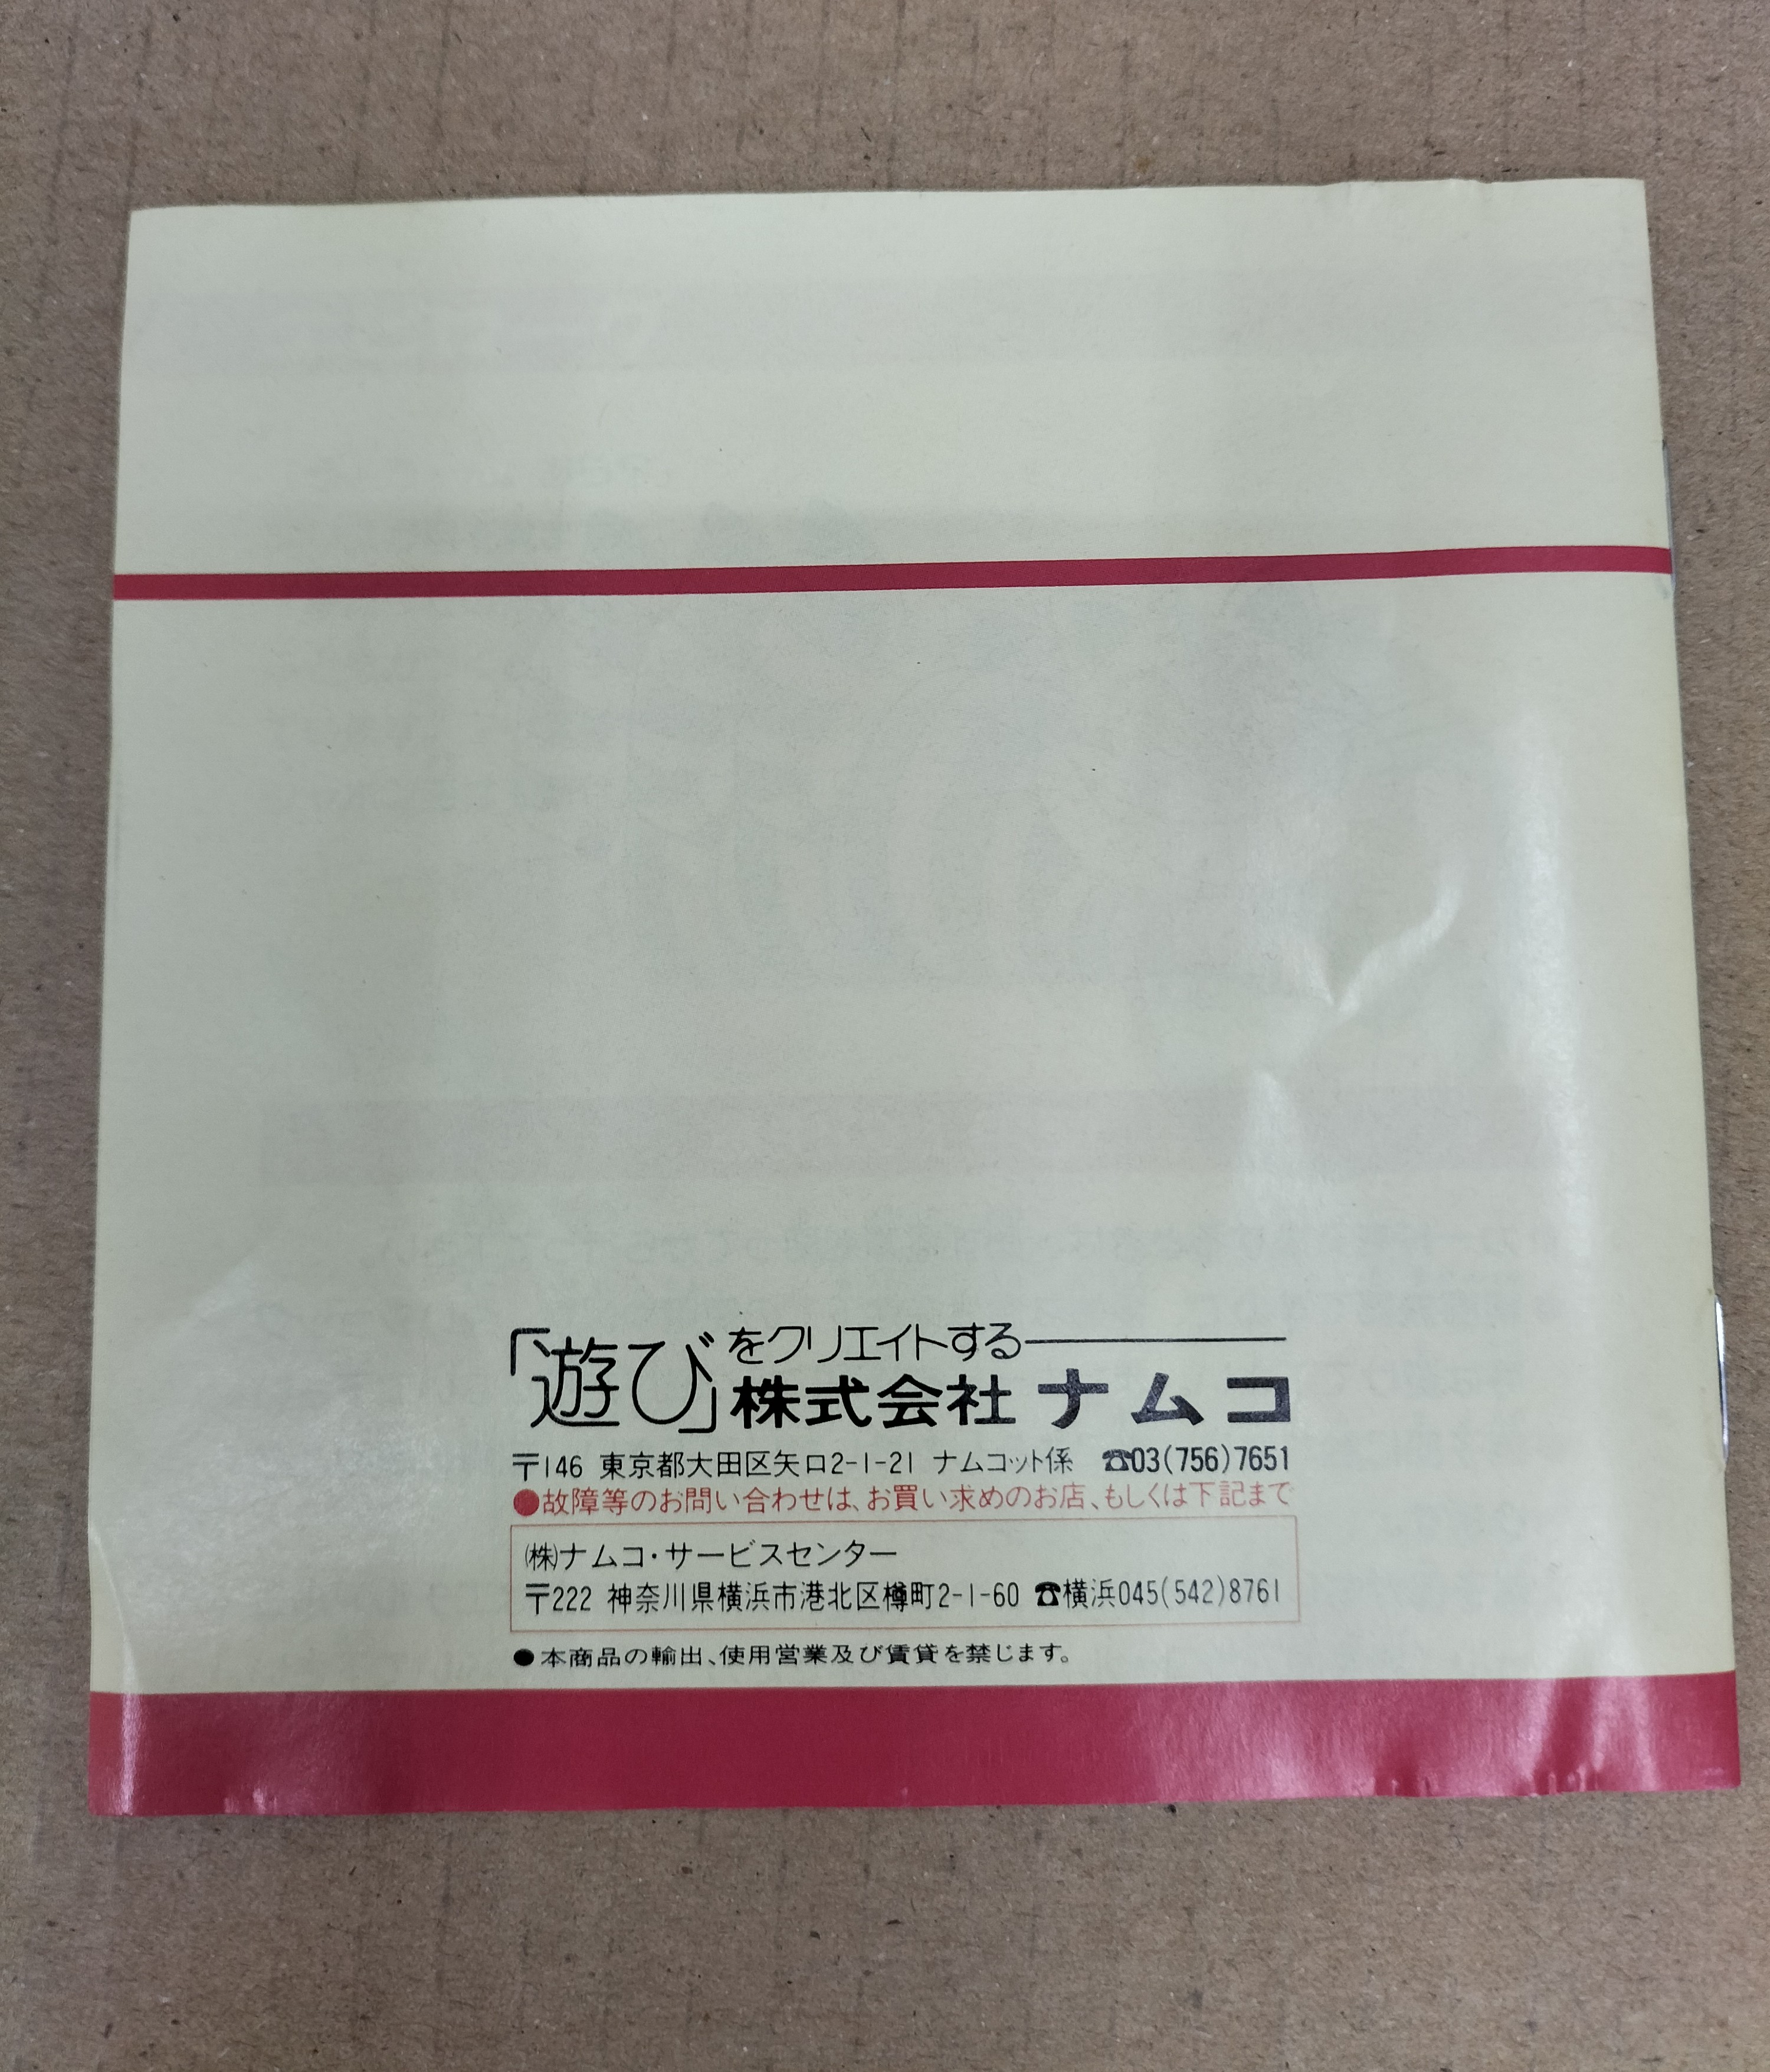 「遊び」をクリエイトする――
株式会社 ナムコ
〒146 東京都大田区矢口2-1-21 ナムコット係 ☎03(756)7651
●故障等のお問い合わせは、お買い求めのお店、もしくは下記まで
㈱ナムコ・サービスセンター
〒222 神奈川県横浜市港北区樽町2-1-60 ☎横浜045(542)8761
●本商品の輸出、使用営業及び賃貸を禁じます。